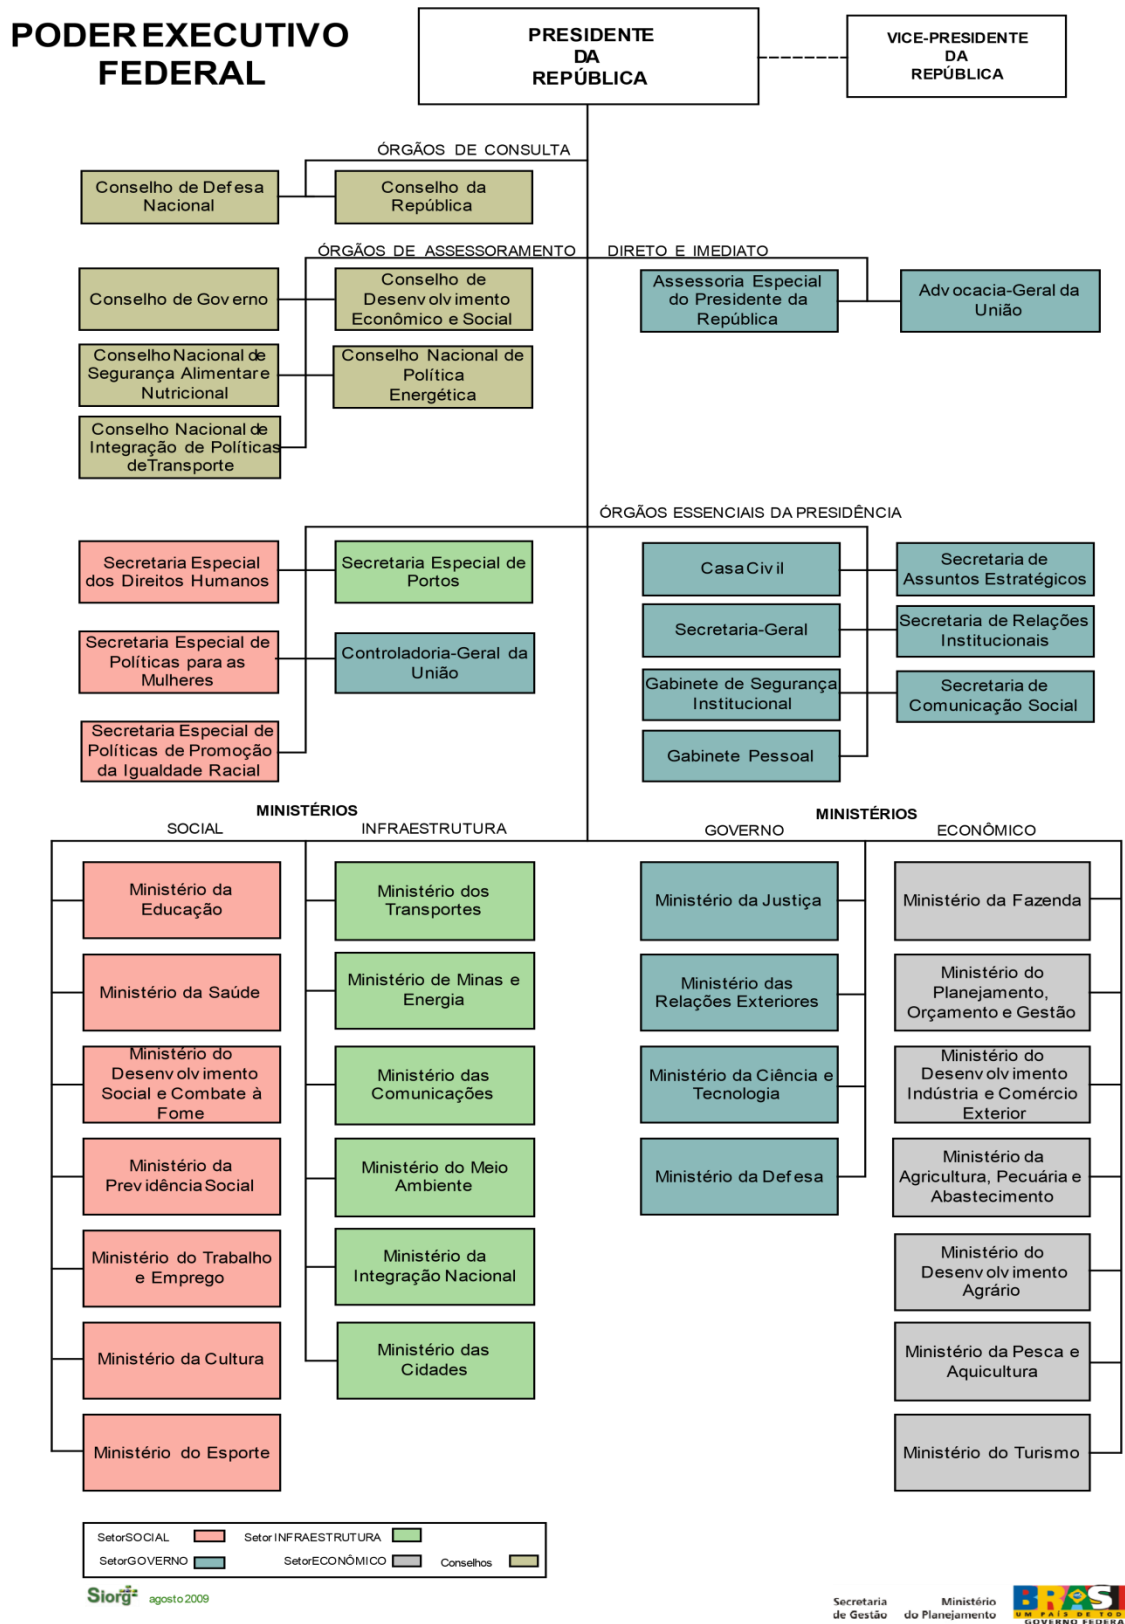 PODER EXECUTIVO
FEDERAL
PRESIDENTE
DA
REPÚBLICA
VICE-PRESIDENTE
DA
REPÚBLICA
ÓRGÃOS DE CONSULTA
Conselho de Defesa
Nacional
Conselho da
República
ÓRGÃOS DE ASSESSORAMENTO DIRETO E IMEDIATO
Conselho de Governo
Conselho de
Desenvolvimento
Econômico e Social
Assessoria Especial
do Presidente da
República
Advocacia-Geral da
União
Conselho Nacional de
Segurança Alimentar e
Nutricional
Conselho Nacional de
Política
Energética
Conselho Nacional de
Integração de Políticas
de Transporte
ÓRGÃOS ESSENCIAIS DA PRESIDÊNCIA
Secretaria Especial
dos Direitos Humanos
Secretaria Especial de
Portos
Casa Civil
Secretaria de
Assuntos Estratégicos
Secretaria Especial de
Políticas para as
Mulheres
Controladoria-Geral da
União
Secretaria-Geral
Secretaria de Relações
Institucionais
Gabinete de Segurança
Institucional
Secretaria de
Comunicação Social
Secretaria Especial de
Políticas de Promoção
da Igualdade Racial
Gabinete Pessoal
MINISTÉRIOS
SOCIAL
INFRAESTRUTURA
MINISTÉRIOS
GOVERNO
ECONÔMICO
Ministério da
Educação
Ministério dos
Transportes
Ministério da Justiça
Ministério da Fazenda
Ministério da Saúde
Ministério de Minas e
Energia
Ministério das
Relações Exteriores
Ministério do
Planejamento,
Orçamento e Gestão
Ministério do
Desenvolvimento
Social e Combate à
Fome
Ministério das
Comunicações
Ministério da Ciência e
Tecnologia
Ministério do
Desenvolvimento
Indústria e Comércio
Exterior
Ministério da
Previdência Social
Ministério do Meio
Ambiente
Ministério da Defesa
Ministério da
Agricultura, Pecuária e
Abastecimento
Ministério do Trabalho
e Emprego
Ministério da
Integração Nacional
Ministério do
Desenvolvimento
Agrário
Ministério da Cultura
Ministério das
Cidades
Ministério da Pesca e
Aquicultura
Ministério do Esporte
Ministério do Turismo
Setor SOCIAL
Setor INFRAESTRUTURA
Setor GOVERNO
Setor ECONÔMICO
Conselhos
Siorg
agosto 2009
Secretaria
de Gestão
Ministério
do Planejamento
BRASI
UM PAÍS DE TOD
GOVERNO FEDERA